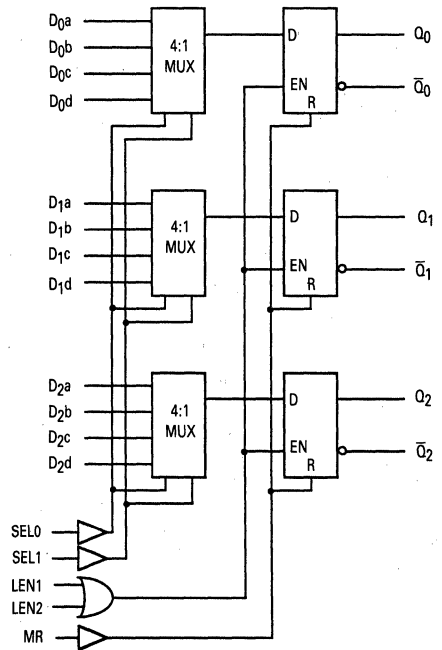 D₀a
D₀b
D₀c
D₀d
4:1
MUX
D
EN
R
Q₀
Q̅₀
D₁a
D₁b
D₁c
D₁d
4:1
MUX
D
EN
R
Q₁
Q̅₁
D₂a
D₂b
D₂c
D₂d
4:1
MUX
D
EN
R
Q₂
Q̅₂
SEL0
SEL1
LEN1
LEN2
MR